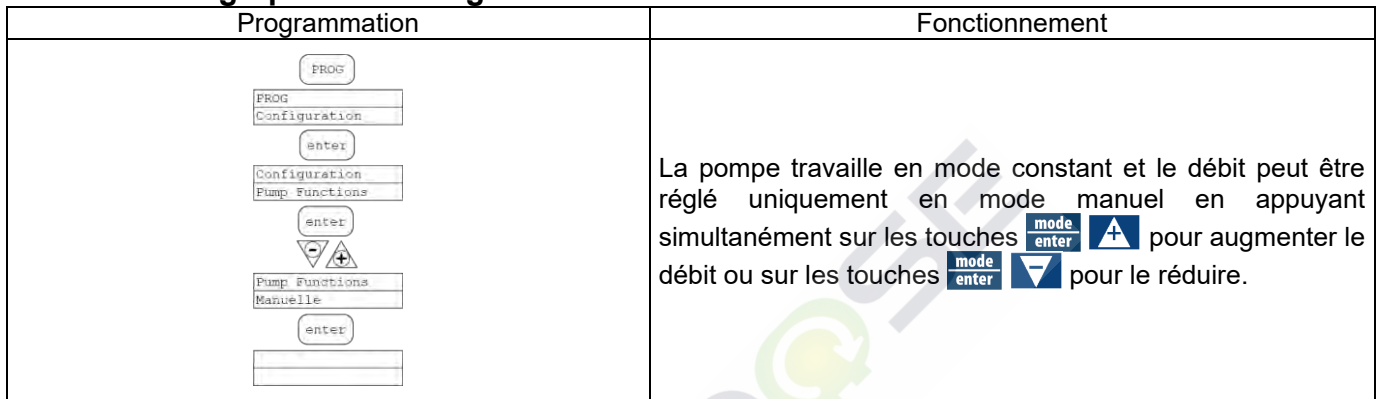 Programmation
Fonctionnement
PROG
PROG
Configuration
enter
Configuration
Pump Functions
enter
− +
Pump Functions
Manuelle
enter
La pompe travaille en mode constant et le débit peut être
réglé uniquement en mode manuel en appuyant
simultanément sur les touches mode enter + pour augmenter le
débit ou sur les touches mode enter − pour le réduire.